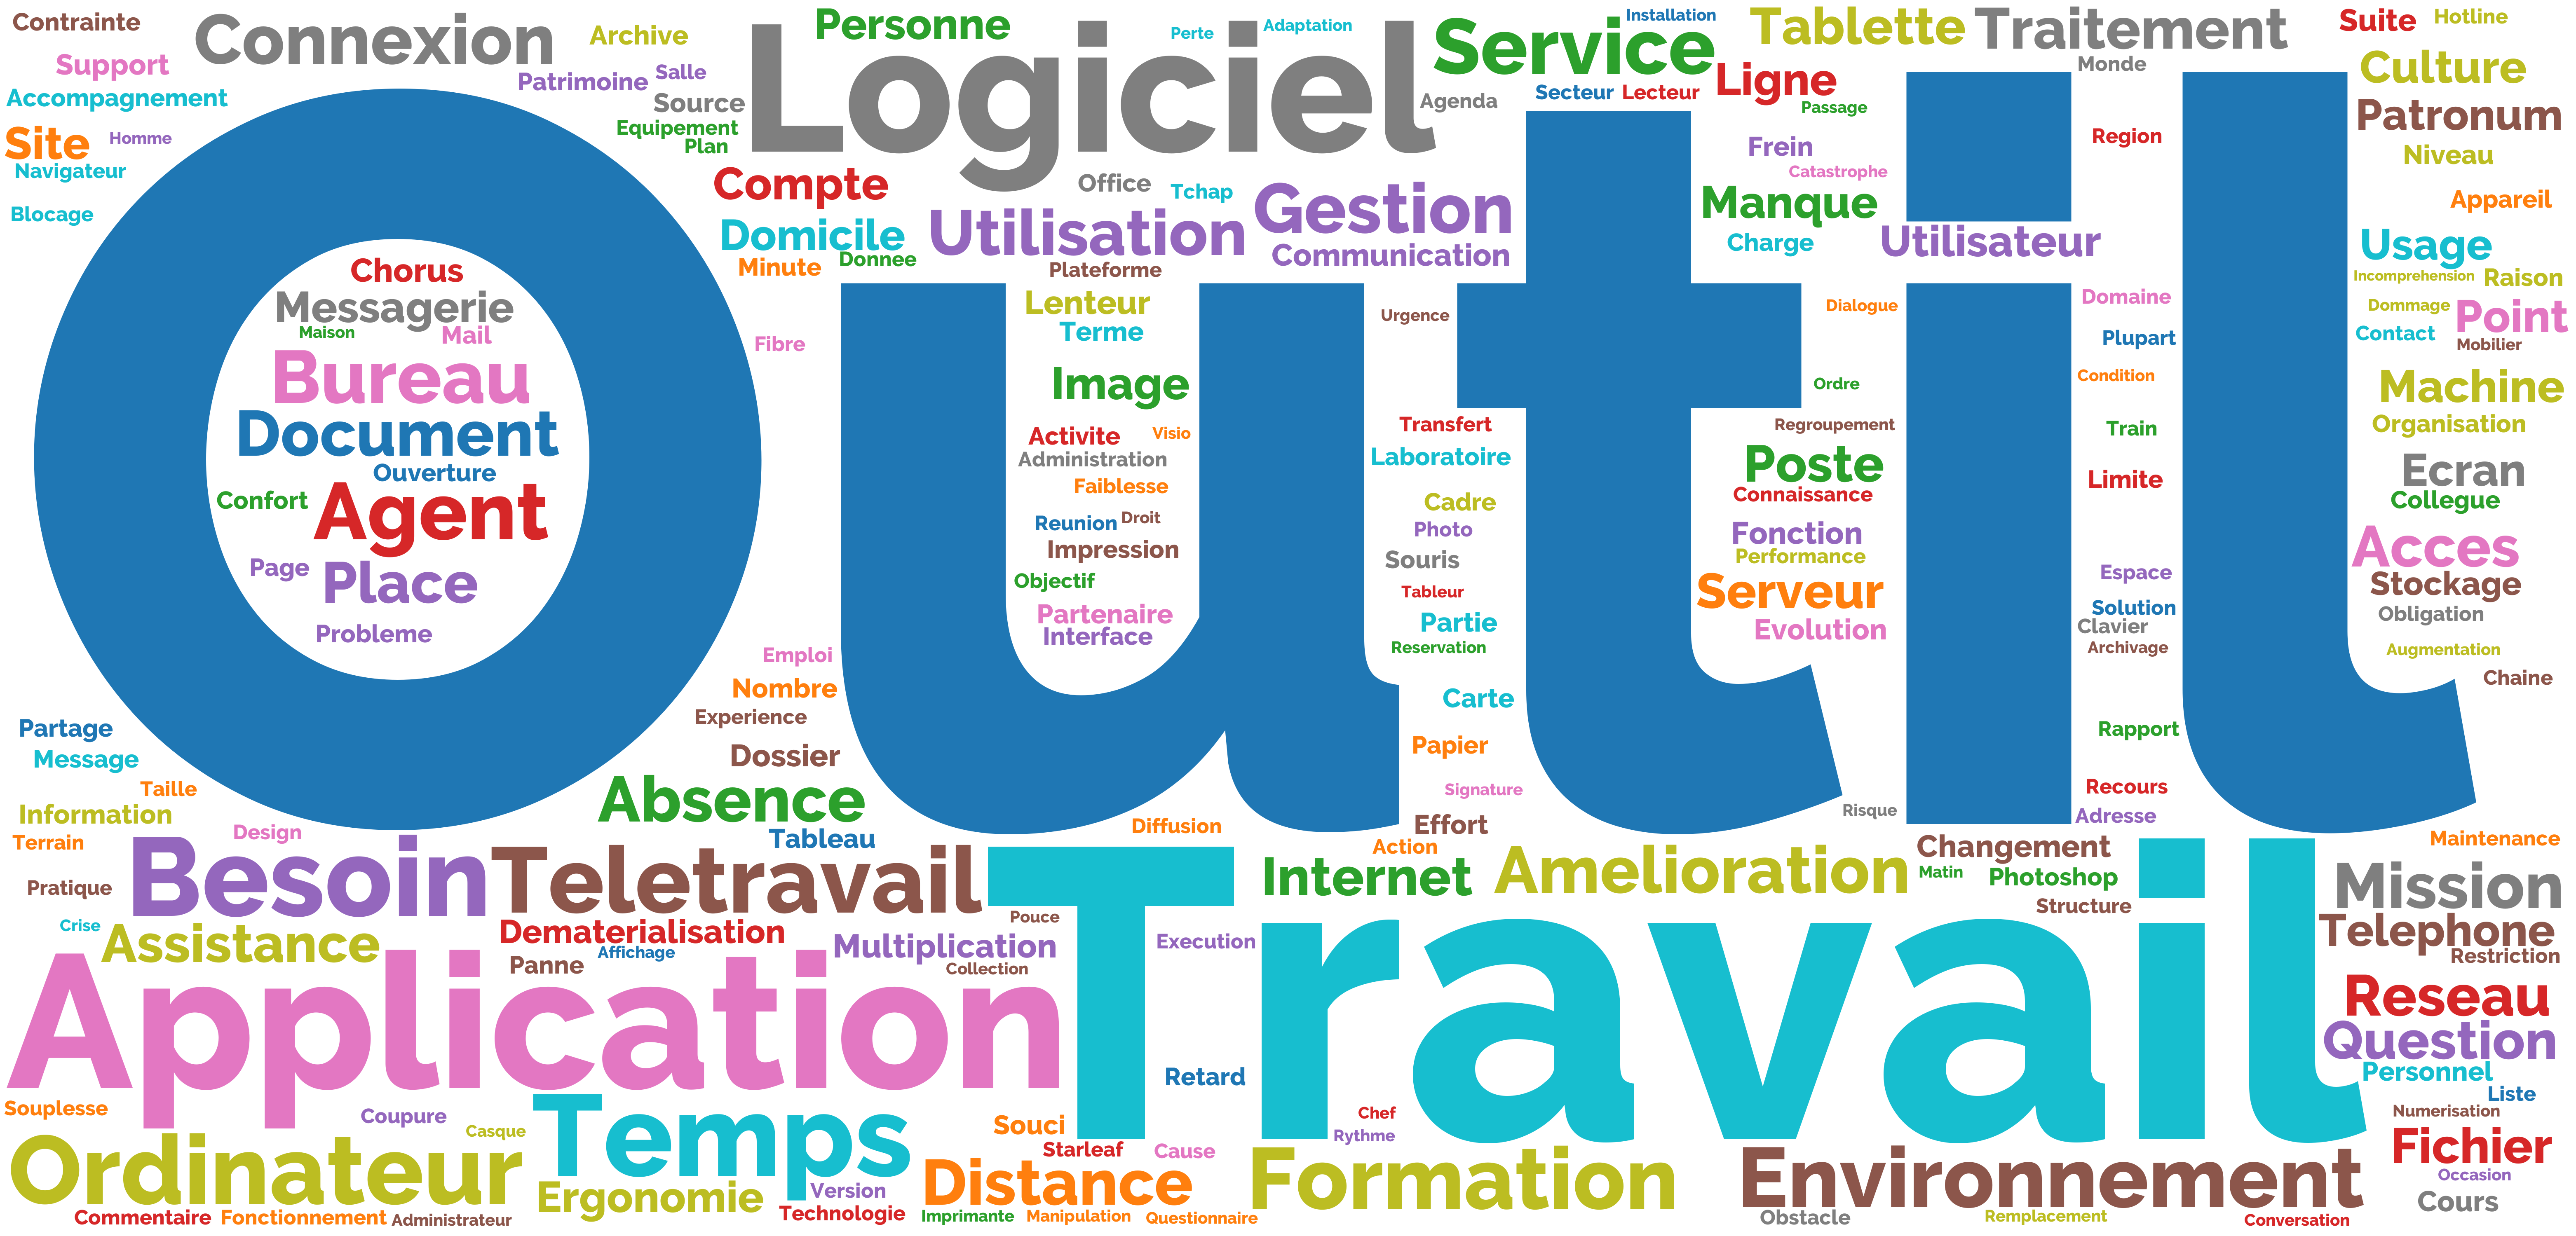 Contrainte
Connexion
Archive
Personne
Perte
Adaptation
Logiciel
Service
Installation
Tablette
Traitement
Suite
Hotline
Support
Patrimoine
Salle
Source
Agenda
Secteur
Lecteur
Ligne
Passage
Monde
Culture
Accompagnement
Equipement
Plan
Patronum
Site
Homme
Navigateur
Blocage
Compte
Office
Tchap
Frein
Catastrophe
Region
Niveau
Domicile
Utilisation
Gestion
Communication
Manque
Charge
Utilisateur
Appareil
Usage
Minute
Donnee
Plateforme
Incomprehension
Raison
Outil
Chorus
Messagerie
Maison
Mail
Bureau
Document
Ouverture
Confort
Agent
Page
Place
Probleme
Fibre
Lenteur
Terme
Image
Activite
Visio
Administration
Faiblesse
Reunion
Droit
Impression
Objectif
Partenaire
Interface
Urgence
Transfert
Laboratoire
Cadre
Photo
Souris
Tableur
Partie
Reservation
Carte
Papier
Signature
Effort
Action
Dialogue
Ordre
Regroupement
Poste
Connaissance
Fonction
Performance
Serveur
Evolution
Risque
Domaine
Plupart
Condition
Train
Limite
Espace
Solution
Clavier
Archivage
Rapport
Recours
Adresse
Dommage
Point
Contact
Mobilier
Machine
Organisation
Ecran
Collegue
Acces
Stockage
Obligation
Augmentation
Chaine
Emploi
Nombre
Experience
Dossier
Absence
Tableau
Diffusion
Partage
Message
Taille
Information
Design
Terrain
Pratique
Besoin
Teletravail
Internet
Amelioration
Changement
Matin
Photoshop
Structure
Maintenance
Mission
Telephone
Restriction
Crise
Assistance
Dematerialisation
Affichage
Panne
Multiplication
Collection
Pouce
Execution
Travail
Application
Retard
Reseau
Question
Personnel
Liste
Numerisation
Souplesse
Coupure
Casque
Temps
Souci
Starleaf
Cause
Chef
Rythme
Fichier
Occasion
Cours
Ordinateur
Ergonomie
Version
Technologie
Distance
Formation
Environnement
Commentaire
Fonctionnement
Administrateur
Imprimante
Manipulation
Questionnaire
Obstacle
Remplacement
Conversation